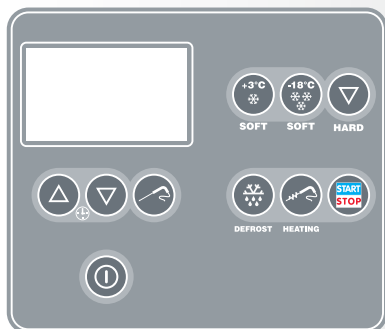 +3°C
-18°C
SOFT
SOFT
HARD
START
STOP
DEFROST
HEATING